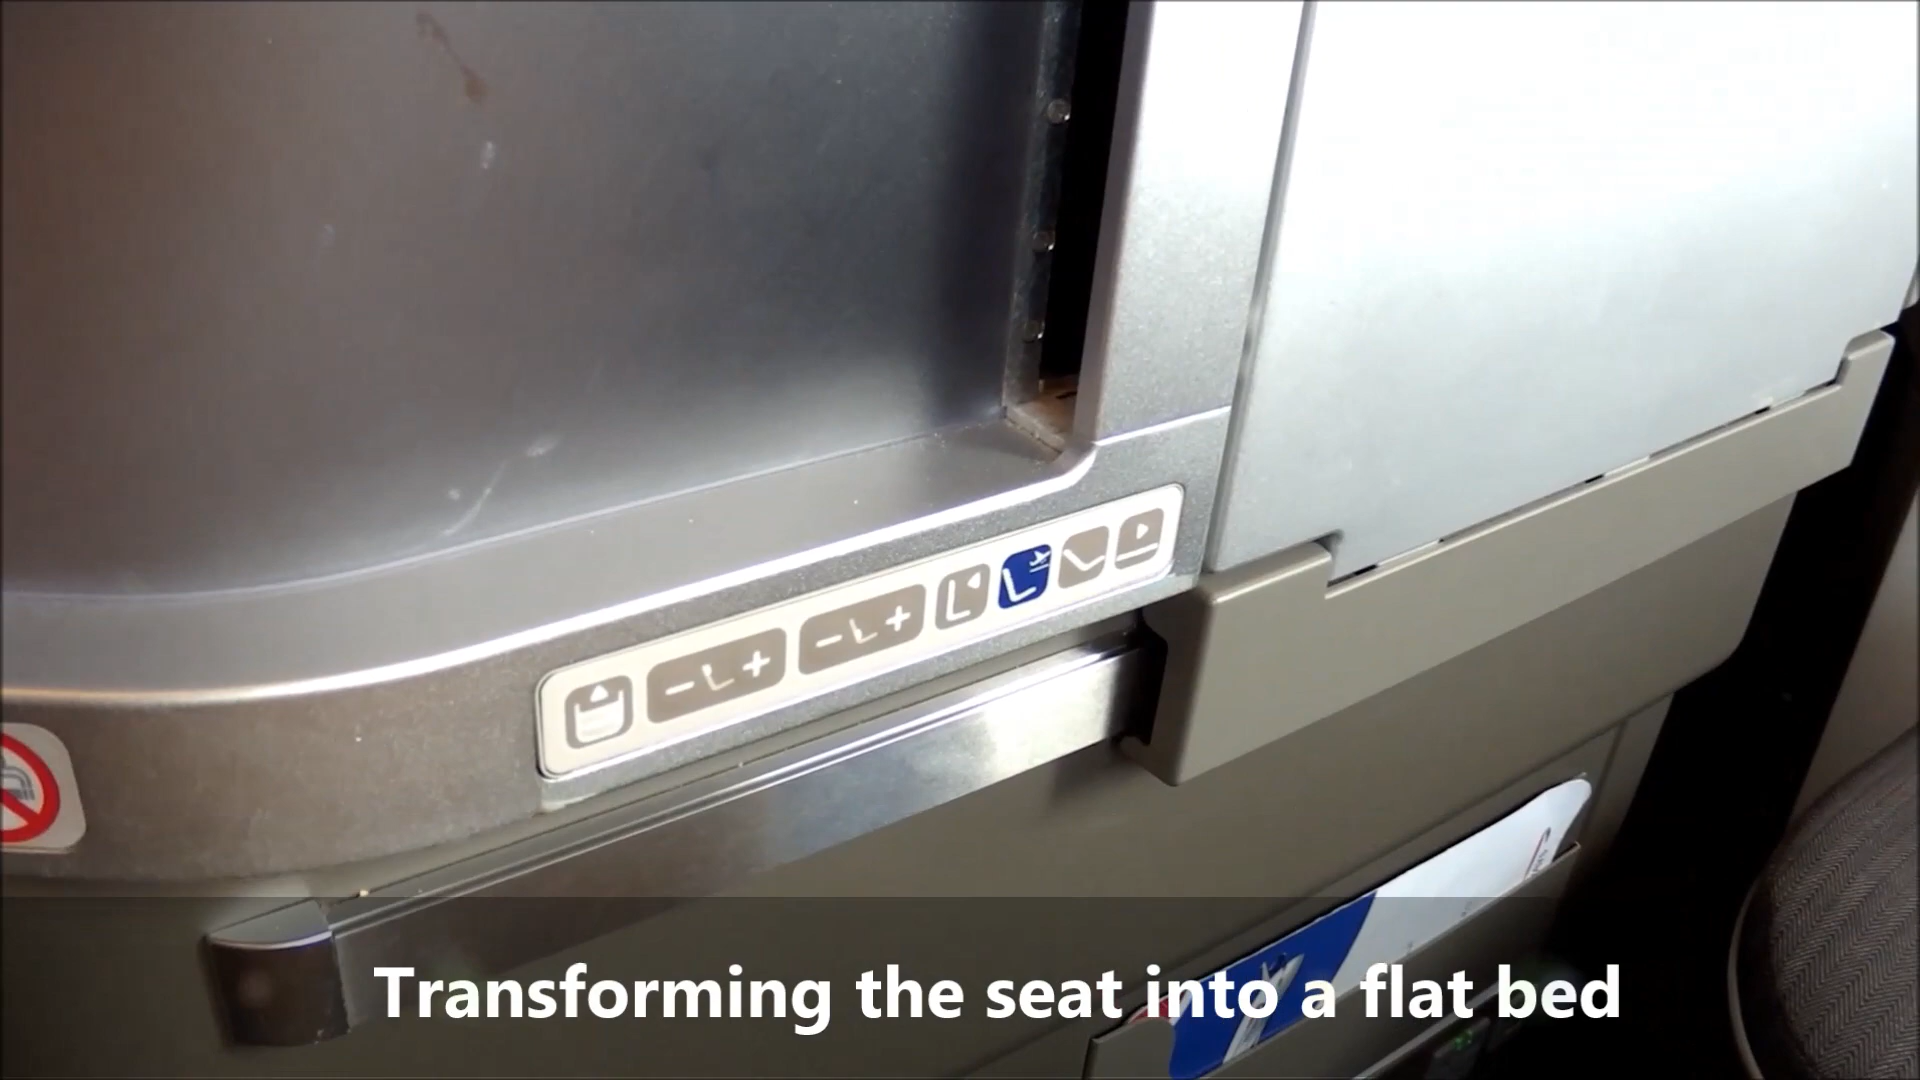 - +
- +
Transforming the seat into a flat bed